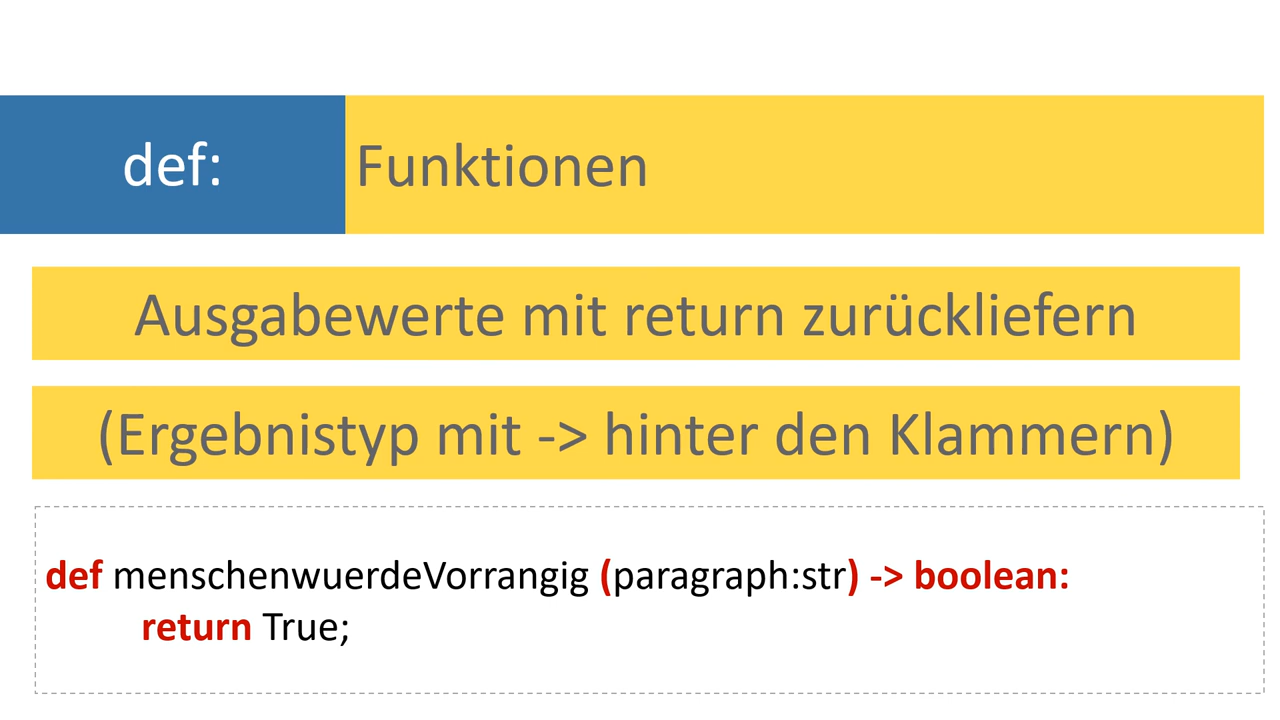 def:
Funktionen
Ausgabewerte mit return zurückliefern
(Ergebnistyp mit -> hinter den Klammern)
def menschenwuerdeVorrangig (paragraph:str) -> boolean:
return True;